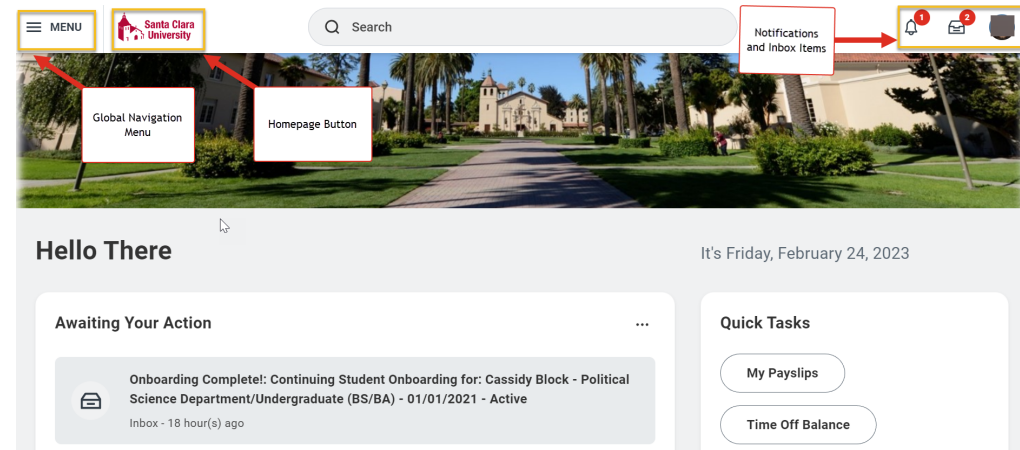 MENU
Santa Clara
University
Search
1
2
Notifications
and Inbox Items
Global Navigation
Menu
Homepage Button
Hello There
It's Friday, February 24, 2023
Awaiting Your Action
...
Onboarding Complete!: Continuing Student Onboarding for: Cassidy Block - Political
Science Department/Undergraduate (BS/BA) - 01/01/2021 - Active
Inbox - 18 hour(s) ago
Quick Tasks
My Payslips
Time Off Balance